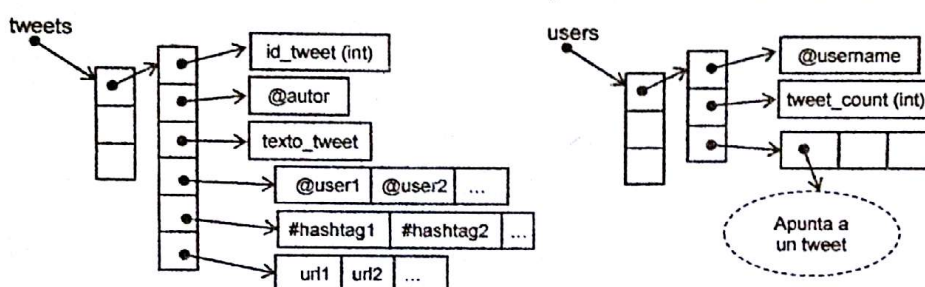 tweets
id_tweet (int)
@autor
texto_tweet
@user1 @user2 ...
#hashtag1 #hashtag2 ...
url1 url2 ...
users
@username
tweet_count (int)
Apunta a
un tweet